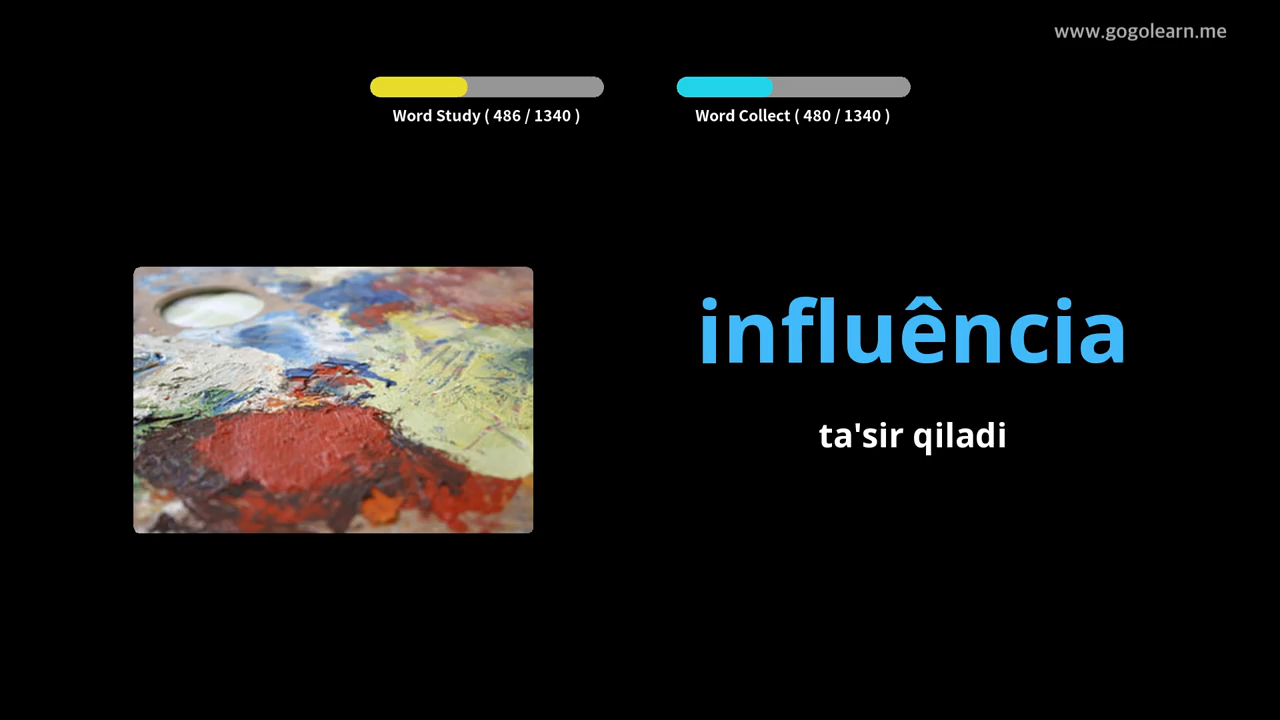 www.gogolearn.me
Word Study ( 486 / 1340 )
Word Collect ( 480 / 1340 )
influência
ta'sir qiladi